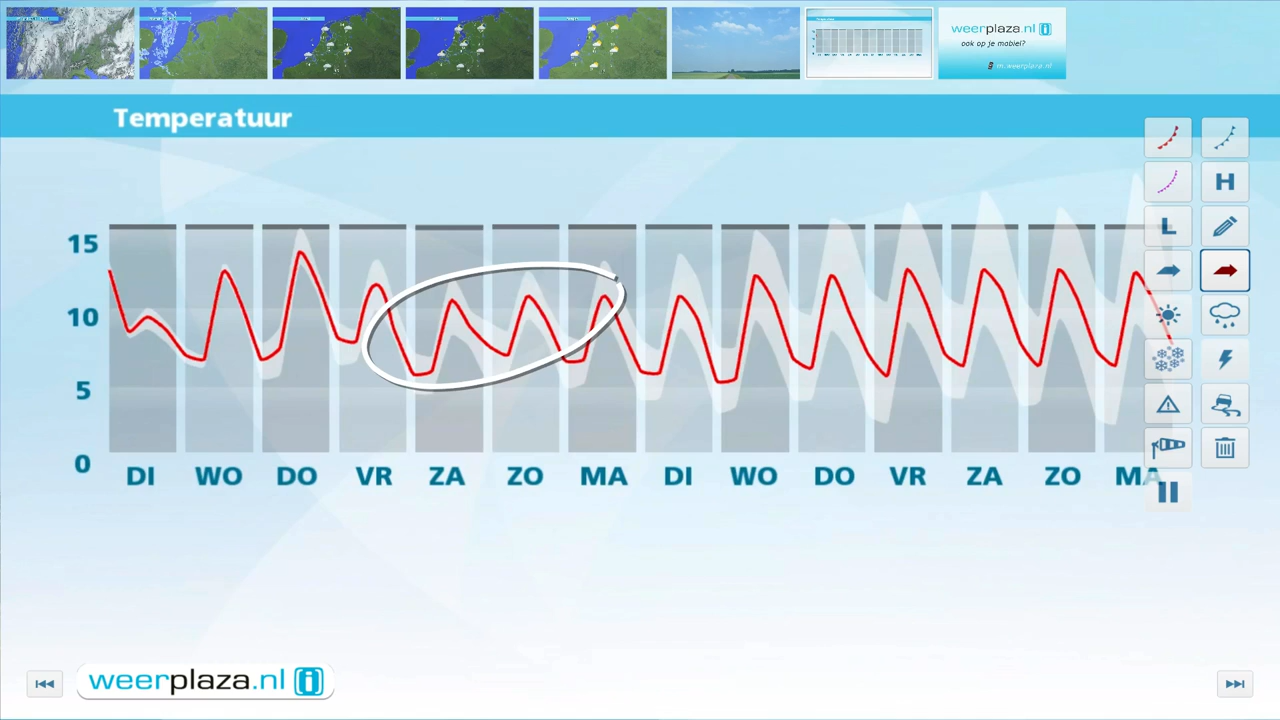 weerplaza.nl
ook op je mobiel?
m.weerplaza.nl
Temperatuur
H
L
15
10
5
0
DI WO DO VR ZA ZO MA DI WO DO VR ZA ZO MA
weerplaza.nl